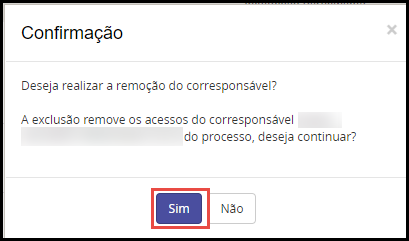 Confirmação
×
Deseja realizar a remoção do corresponsável?
A exclusão remove os acessos do corresponsável
do processo, deseja continuar?
Sim Não